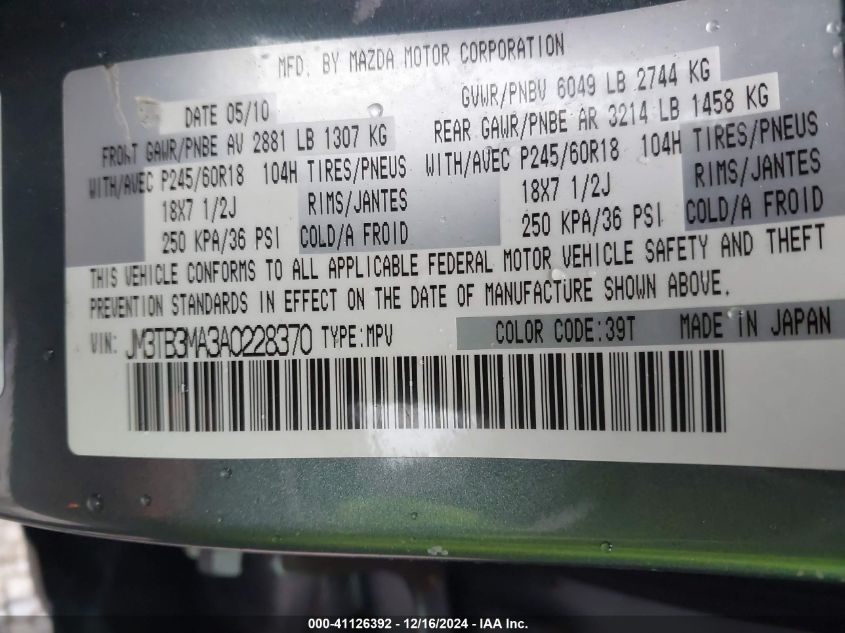 MFD. BY MAZDA MOTOR CORPORATION
DATE 05/10
GVWR/PNBV 6049 LB 2744 KG
FRONT GAWR/PNBE AV 2881 LB 1307 KG
REAR GAWR/PNBE AR 3214 LB 1458 KG
WITH/AVEC P245/60R18 104H TIRES/PNEUS
WITH/AVEC P245/60R18 104H TIRES/PNEUS
18X7 1/2J RIMS/JANTES
18X7 1/2J RIMS/JANTES
250 KPA/36 PSI COLD/A FROID
250 KPA/36 PSI COLD/A FROID
THIS VEHICLE CONFORMS TO ALL APPLICABLE FEDERAL MOTOR VEHICLE SAFETY AND THEFT
PREVENTION STANDARDS IN EFFECT ON THE DATE OF MANUFACTURE SHOWN ABOVE.
VIN: JM3TB3MA3A0228370 TYPE:MPV COLOR CODE:39T MADE IN JAPAN
000-41126392 - 12/16/2024 - IAA Inc.